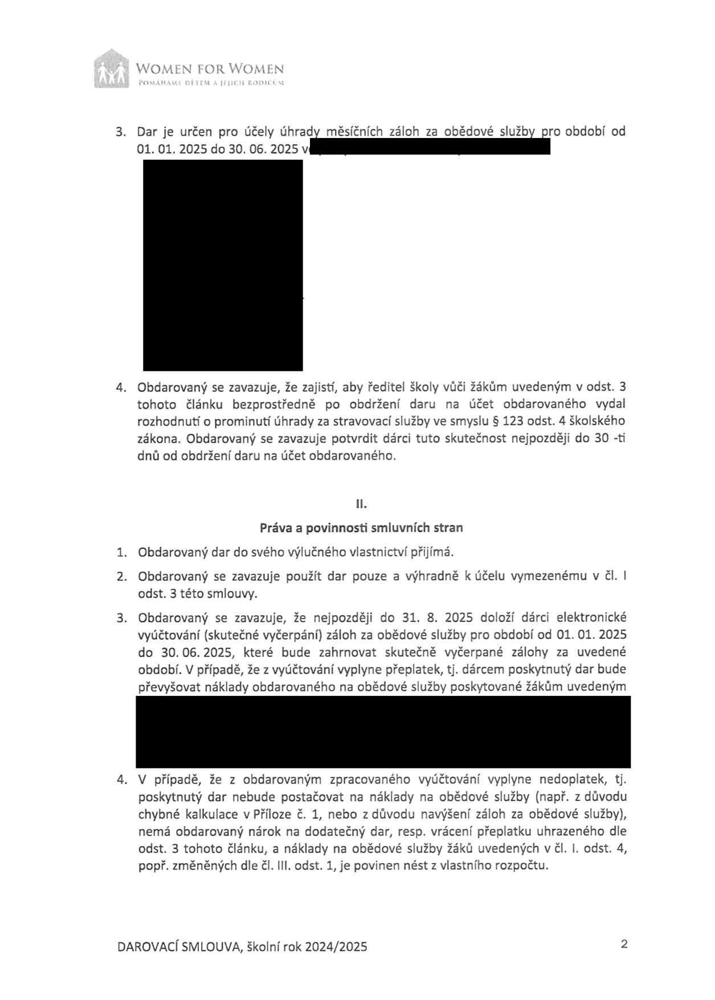 WOMEN FOR WOMEN
POMÁHÁME DĚTEM A JEJICH RODIČŮM
3. Dar je určen pro účely úhrady měsíčních záloh za obědové služby pro období od
01. 01. 2025 do 30. 06. 2025
4. Obdarovaný se zavazuje, že zajistí, aby ředitel školy vůči žákům uvedeným v odst. 3
tohoto článku bezprostředně po obdržení daru na účet obdarovaného vydal
rozhodnutí o prominutí úhrady za stravovací služby ve smyslu § 123 odst. 4 školského
zákona. Obdarovaný se zavazuje potvrdit dárci tuto skutečnost nejpozději do 30 -ti
dnů od obdržení daru na účet obdarovaného.
II.
Práva a povinnosti smluvních stran
1. Obdarovaný dar do svého výlučného vlastnictví přijímá.
2. Obdarovaný se zavazuje použít dar pouze a výhradně k účelu vymezenému v čl. I
odst. 3 této smlouvy.
3. Obdarovaný se zavazuje, že nejpozději do 31. 8. 2025 doloží dárci elektronické
vyúčtování (skutečné vyčerpání) záloh za obědové služby pro období od 01. 01. 2025
do 30. 06. 2025, které bude zahrnovat skutečně vyčerpané zálohy za uvedené
období. V případě, že z vyúčtování vyplyne přeplatek, tj. dárcem poskytnutý dar bude
převyšovat náklady obdarovaného na obědové služby poskytované žákům uvedeným
4. V případě, že z obdarovaným zpracovaného vyúčtování vyplyne nedoplatek, tj.
poskytnutý dar nebude postačovat na náklady na obědové služby (např. z důvodu
chybné kalkulace v Příloze č. 1, nebo z důvodu navýšení záloh za obědové služby),
nemá obdarovaný nárok na dodatečný dar, resp. vrácení přeplatku uhrazeného dle
odst. 3 tohoto článku, a náklady na obědové služby žáků uvedených v čl. I. odst. 4,
popř. změněných dle čl. III. odst. 1, je povinen nést z vlastního rozpočtu.
DAROVACÍ SMLOUVA, školní rok 2024/2025
2